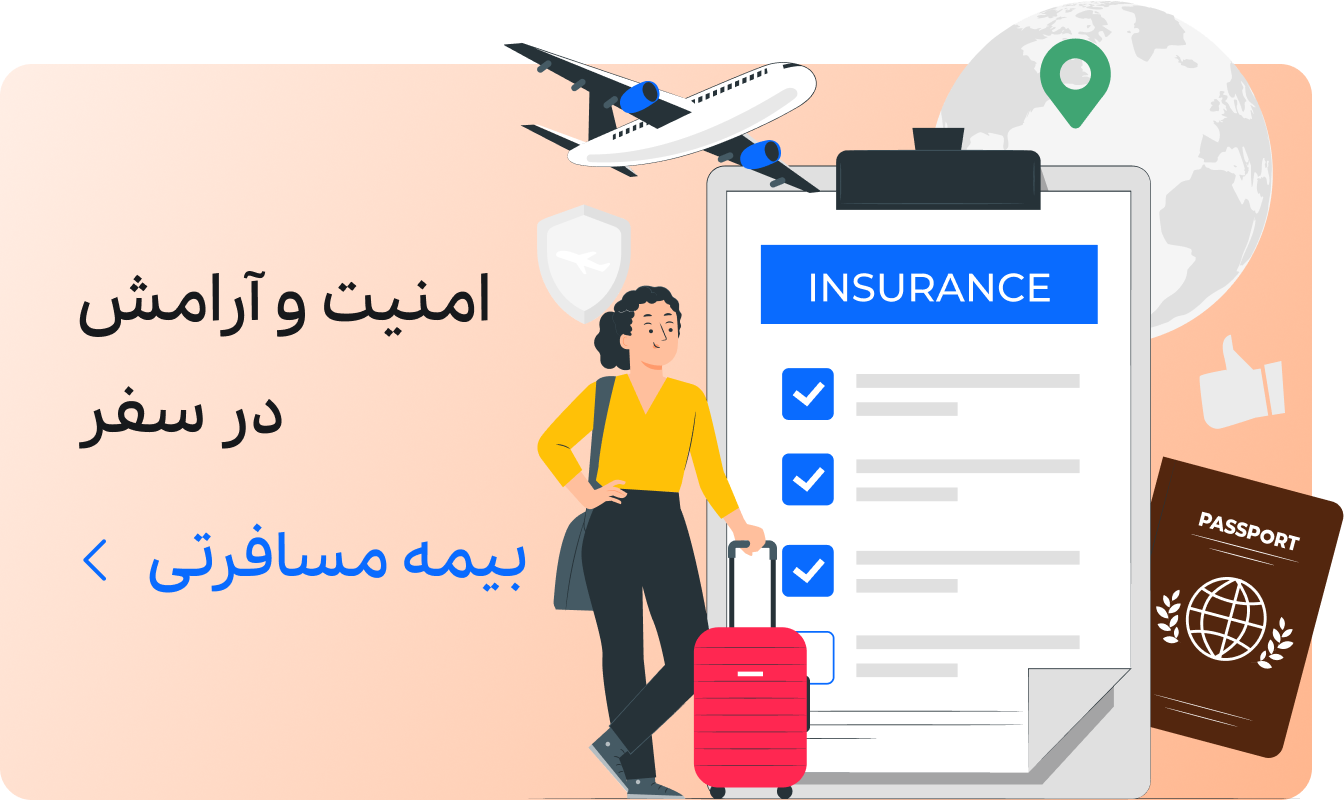 امنیت و آرامش
در سفر
بیمه مسافرتی
INSURANCE
PASSPORT